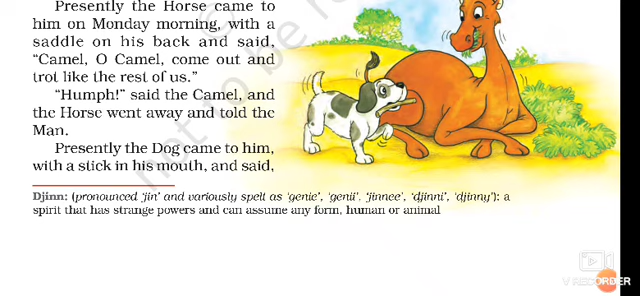 Presently the Horse came to
him on Monday morning, with a
saddle on his back and said,
“Camel, O Camel, come out and
trot like the rest of us.”
“Humph!” said the Camel, and
the Horse went away and told the
Man.
Presently the Dog came to him,
with a stick in his mouth, and said,
Djinn: (pronounced ‘jin’ and variously spelt as ‘genie’, ‘genii’. ‘jinnee’, ‘djinni’, ‘djinny’): a
spirit that has strange powers and can assume any form, human or animal
not to be r
V RECORDER